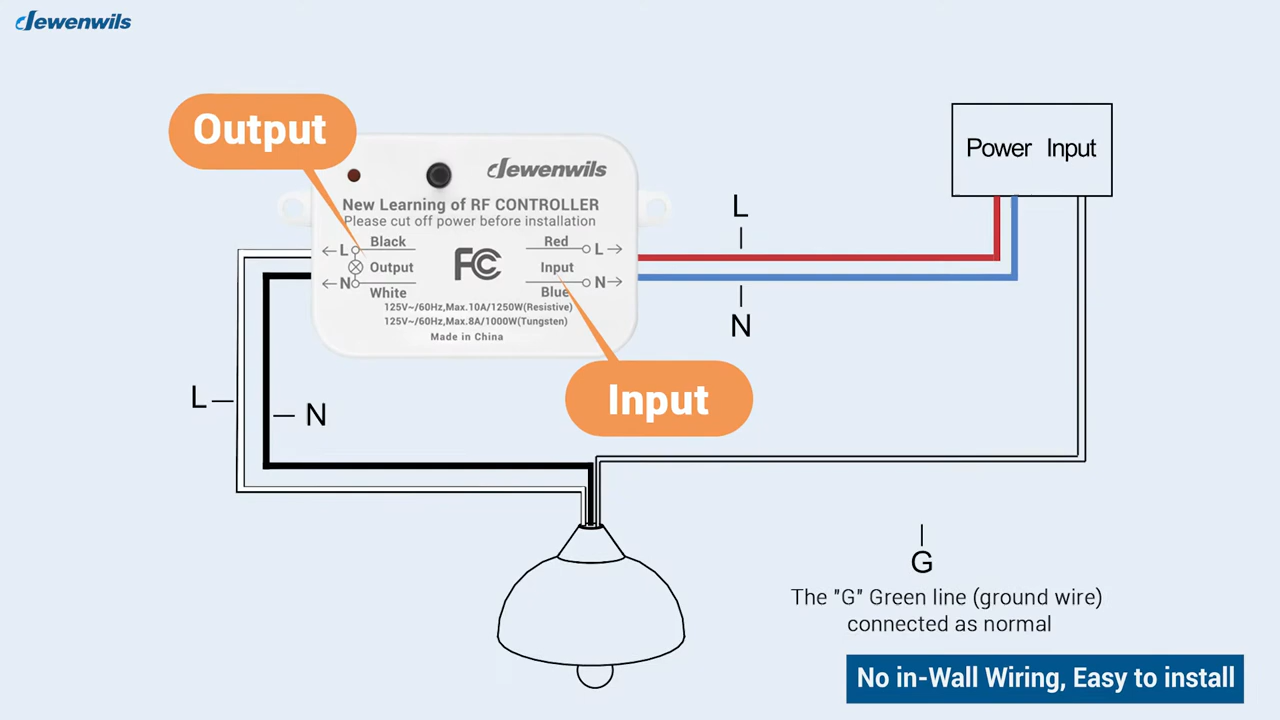 Dewenwils
Output
Dewenwils
New Learning of RF CONTROLLER
Please cut off power before installation
L Black
Output
N White
FC
Red L
Input
Blue N
125V~/60Hz,Max.10A/1250W(Resistive)
125V~/60Hz,Max.8A/1000W(Tungsten)
Made in China
Input
Power Input
L
N
L
N
G
The "G" Green line (ground wire)
connected as normal
No in-Wall Wiring, Easy to install